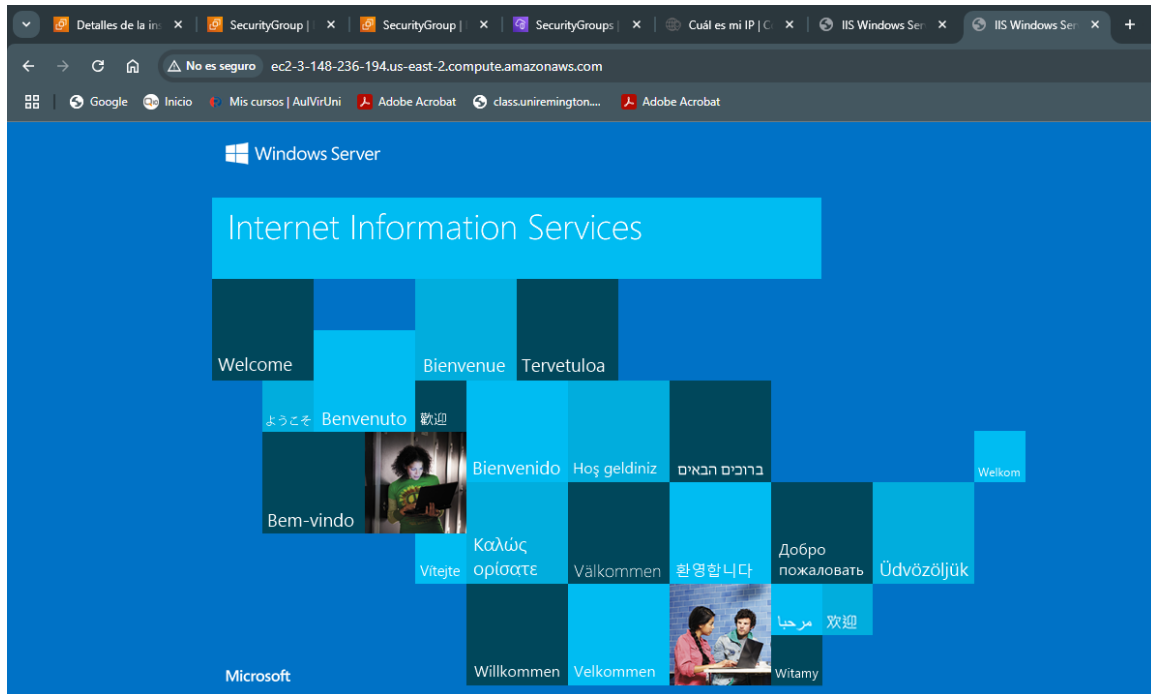 Detalles de la ins
SecurityGroup |
SecurityGroup |
SecurityGroups |
Cuál es mi IP | C
IIS Windows Ser
IIS Windows Ser
No es seguro
ec2-3-148-236-194.us-east-2.compute.amazonaws.com
Google
Inicio
Mis cursos | AulVirUni
Adobe Acrobat
class.uniremington....
Adobe Acrobat
Windows Server
Internet Information Services
Welcome
Bienvenue
Tervetuloa
ようこそ
Benvenuto
歡迎
Bienvenido
Hoş geldiniz
ברוכים הבאים
Welkom
Bem-vindo
Vítejte
Καλώς
ορίσατε
Välkommen
환영합니다
Добро
пожаловать
Üdvözöljük
مرحبا
欢迎
Microsoft
Willkommen
Velkommen
Witamy